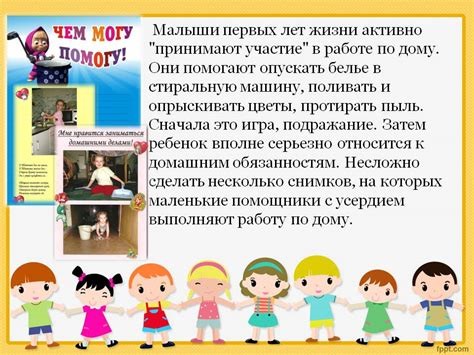 ЧЕМ МОГУ
ПОМОГУ!
Мне нравится заниматься
домашними делами!
Малыши первых лет жизни активно
"принимают участие" в работе по дому.
Они помогают опускать белье в
стиральную машину, поливать и
опрыскивать цветы, протирать пыль.
Сначала это игра, подражание. Затем
ребенок вполне серьезно относится к
домашним обязанностям. Несложно
сделать несколько снимков, на которых
маленькие помощники с усердием
выполняют работу по дому.
fppt.com